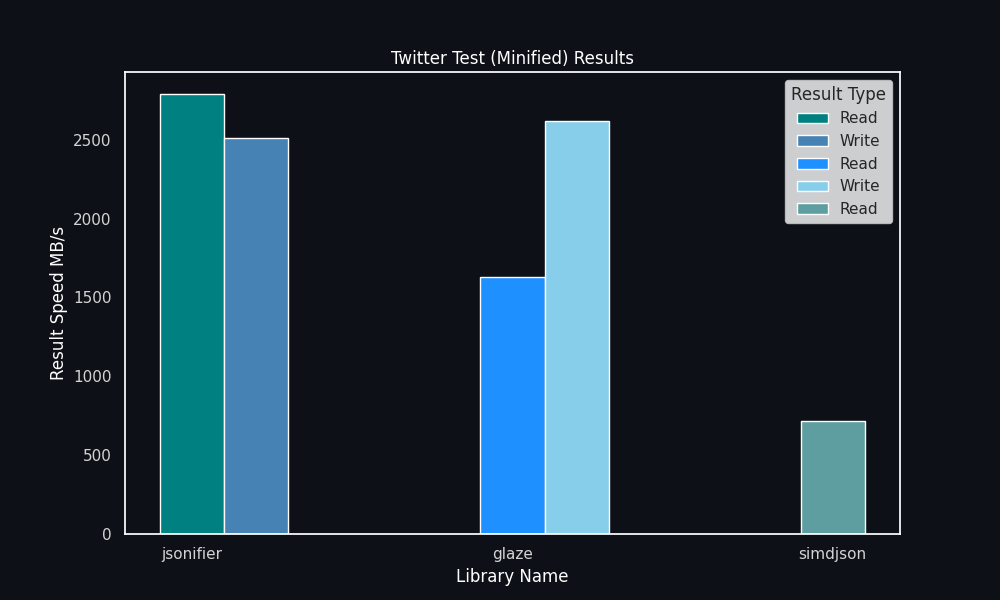 Twitter Test (Minified) Results
Result Type
Read
Write
Read
Write
Read
Result Speed MB/s
2500
2000
1500
1000
500
0
jsonifier
glaze
simdjson
Library Name